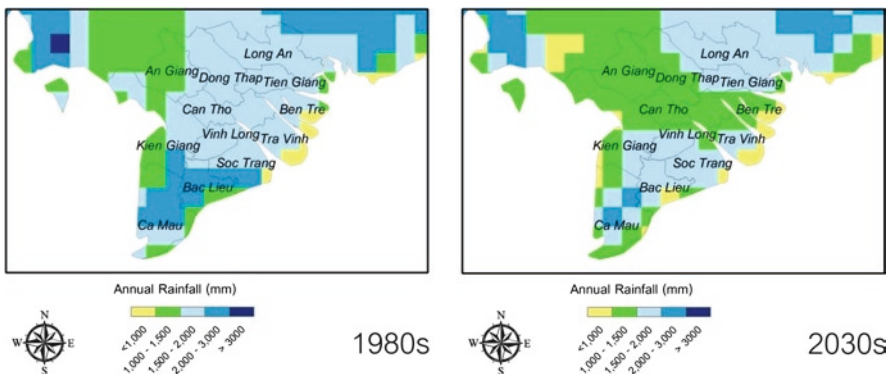 Long An
An Giang
Dong Thap
Tien Giang
Can Tho
Ben Tre
Vinh Long
Tra Vinh
Kien Giang
Soc Trang
Bac Lieu
Ca Mau
Annual Rainfall (mm)
<1,000
1,000 - 1,500
1,500 - 2,000
2,000 - 3,000
> 3000
N
W
E
S
1980s
Long An
An Giang
Dong Thap
Tien Giang
Can Tho
Ben Tre
Vinh Long
Tra Vinh
Kien Giang
Soc Trang
Bac Lieu
Ca Mau
Annual Rainfall (mm)
<1,000
1,000 - 1,500
1,500 - 2,000
2,000 - 3,000
> 3000
N
W
E
S
2030s